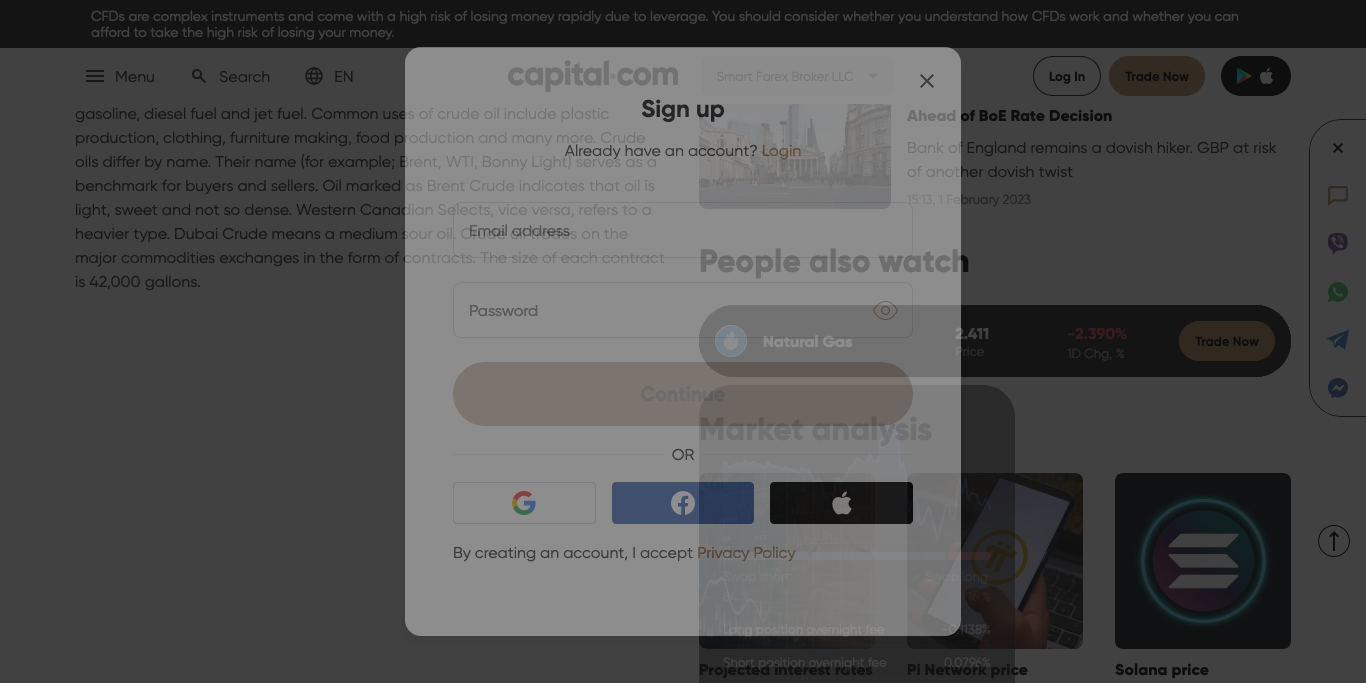 CFDs are complex instruments and come with a high risk of losing money rapidly due to leverage. You should consider whether you understand how CFDs work and whether you can
afford to take the high risk of losing your money.
Menu
Search
EN
capital.com
Smart Forex Broker LLC
Log In
Trade Now
Sign up
Already have an account? Login
Email address
Password
Continue
OR
By creating an account, I accept Privacy Policy
gasoline, diesel fuel and jet fuel. Common uses of crude oil include plastic
production, clothing, furniture making, food production and many more. Crude
oils differ by name. Their name (for example; Brent, WTI, Bonny Light) serves as a
benchmark for buyers and sellers. Oil marked as Brent Crude indicates that oil is
light, sweet and not so dense. Western Canadian Selects, vice versa, refers to a
heavier type. Dubai Crude means a medium sour oil. Crude oil trades on the
major commodities exchanges in the form of contracts. The size of each contract
is 42,000 gallons.
Ahead of BoE Rate Decision
Bank of England remains a dovish hiker. GBP at risk
of another dovish twist
15:13, 1 February 2023
People also watch
Natural Gas
2.411
Price
-2.390%
1D Chg, %
Trade Now
Market analysis
Swap short
Swap long
Long position overnight fee
-0.1138%
Short position overnight fee
0.0796%
Projected interest rates
Pi Network price
Solana price